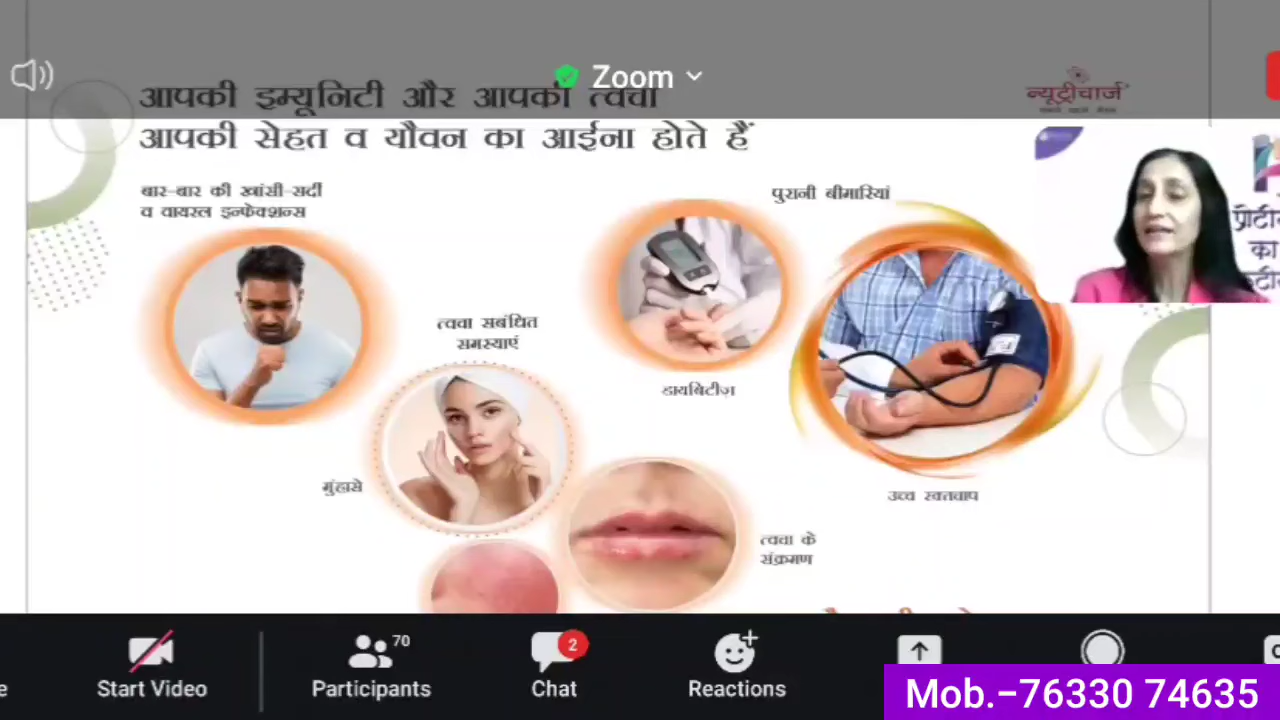 Zoom
आपकी इम्यूनिटी और आपकी त्वचा
आपकी सेहत व यौवन का आईना होते हैं
न्यूट्रीचार्ज
बार-बार की खांसी-सर्दी
व वायरल इन्फेक्शन्स
पुरानी बीमारियां
त्वचा सबंधित
समस्याएं
डायबिटीज़
मुंहासे
उच्च रक्तचाप
त्वचा के
संक्रमण
का
70
2
Start Video
Participants
Chat
Reactions
Mob.-76330 74635